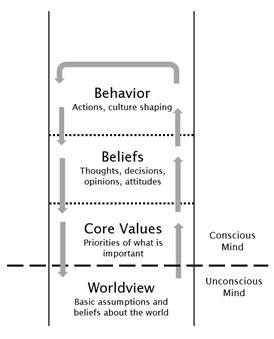 Behavior
Actions, culture shaping
Beliefs
Thoughts, decisions,
opinions, attitudes
Core Values
Priorities of what is
important
Conscious
Mind
Unconscious
Mind
Worldview
Basic assumptions and
beliefs about the world